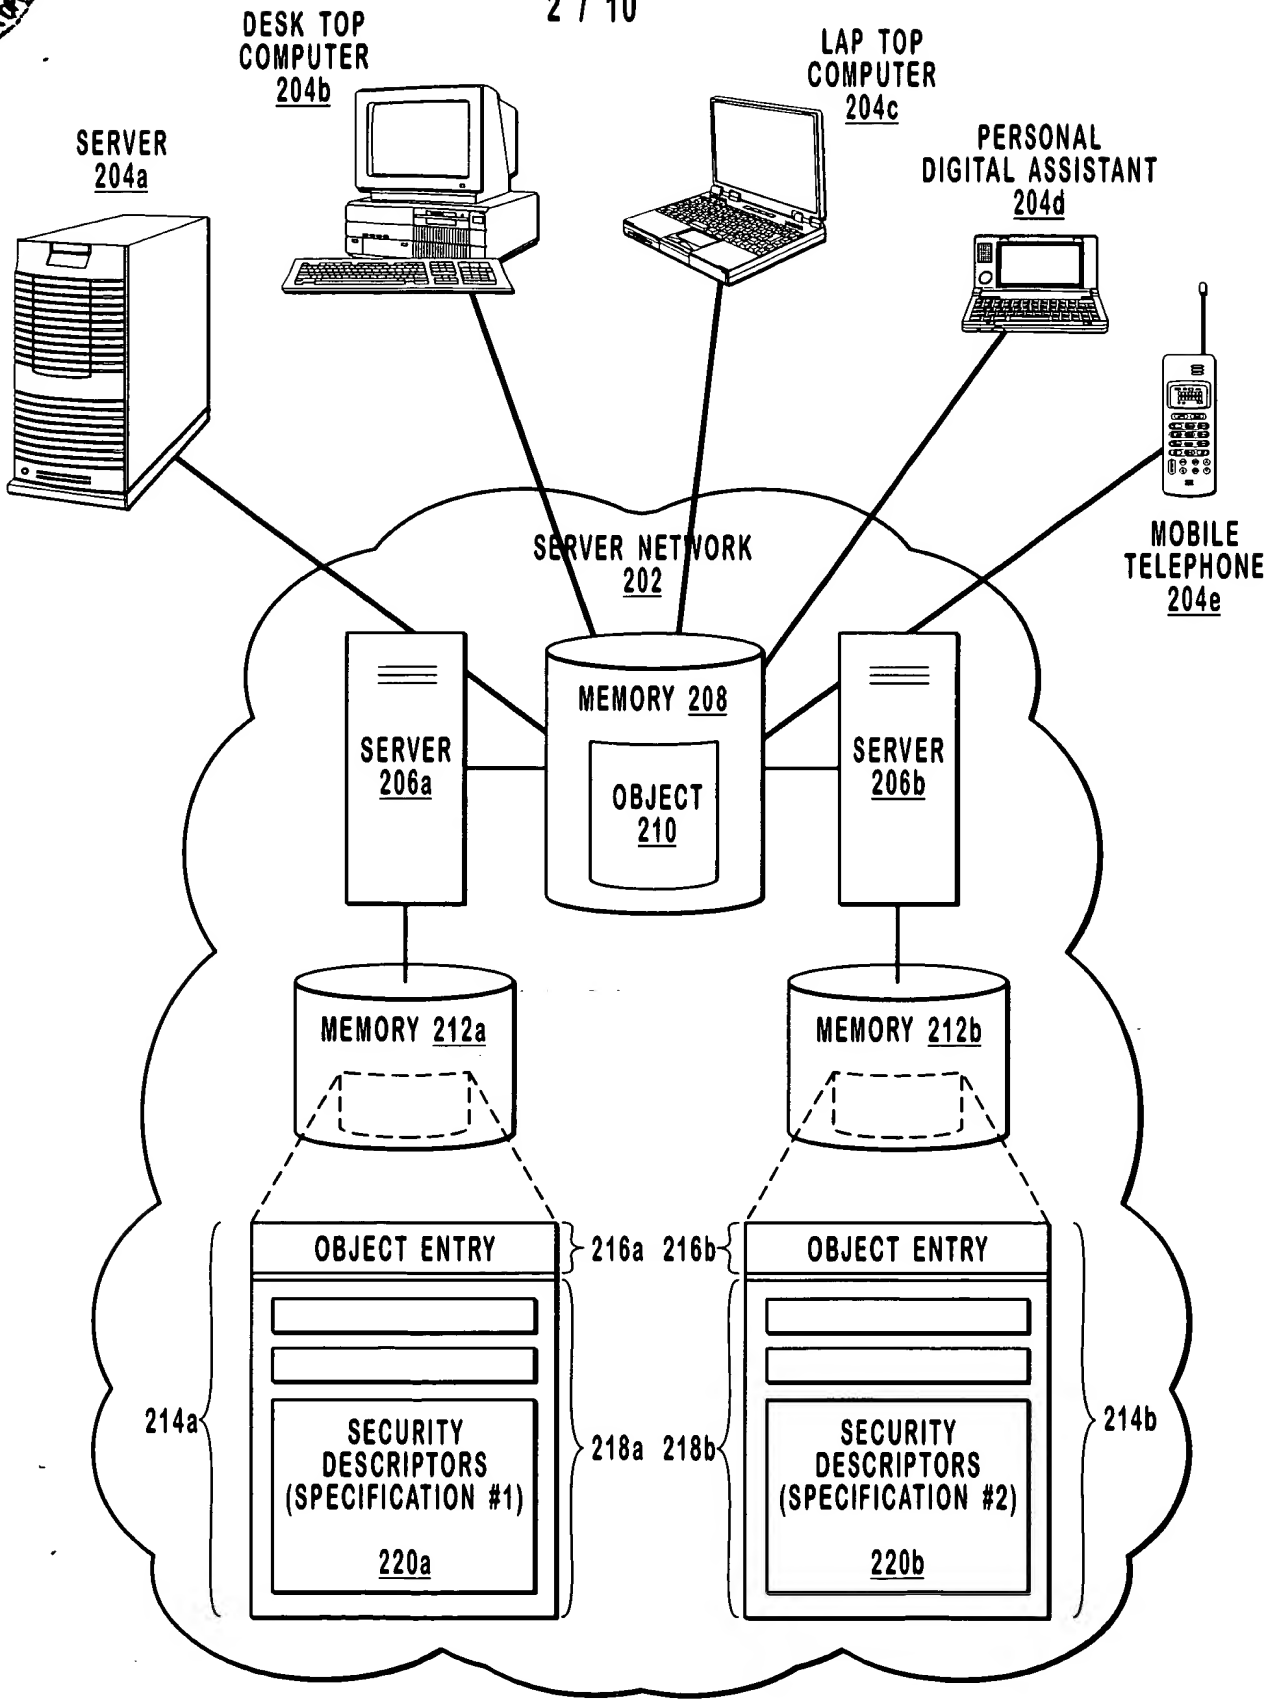 2 / 10
DESK TOP
COMPUTER
204b
LAP TOP
COMPUTER
204c
SERVER
204a
PERSONAL
DIGITAL ASSISTANT
204d
MOBILE
TELEPHONE
204e
SERVER NETWORK
202
MEMORY 208
SERVER
206a
OBJECT
210
SERVER
206b
MEMORY 212a
MEMORY 212b
OBJECT ENTRY
216a
216b
OBJECT ENTRY
214a
SECURITY
DESCRIPTORS
(SPECIFICATION #1)
220a
218a
218b
SECURITY
DESCRIPTORS
(SPECIFICATION #2)
220b
214b